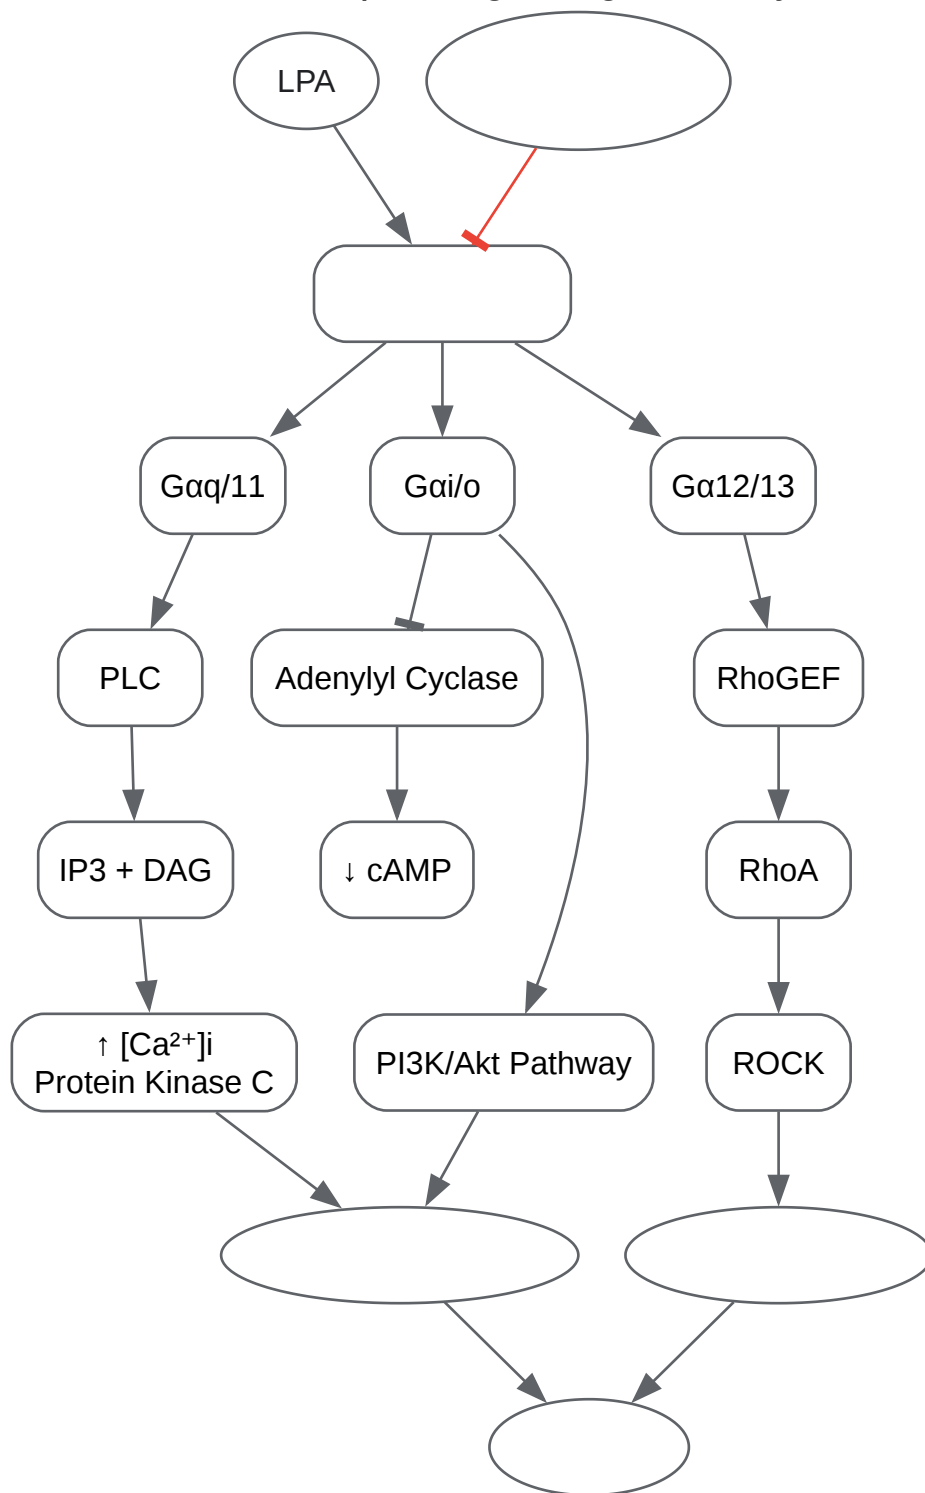 LPA
Gαq/11
Gαi/o
Gα12/13
PLC
Adenylyl Cyclase
RhoGEF
IP3 + DAG
↓ cAMP
RhoA
↑ [Ca²⁺]i
Protein Kinase C
PI3K/Akt Pathway
ROCK